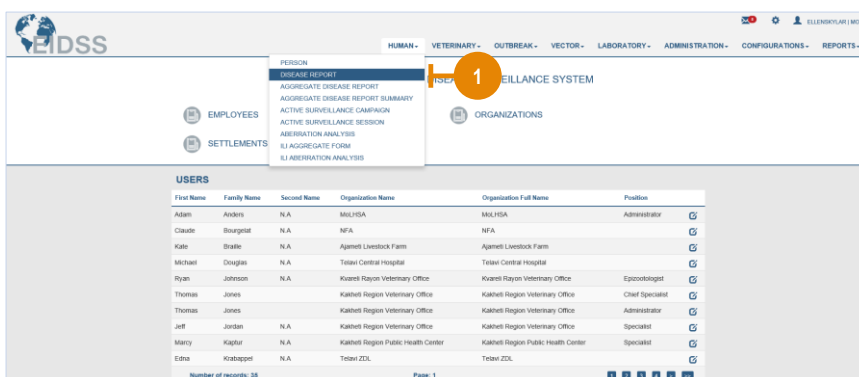 ELLENSKYLAR | MO
EIDSS
HUMAN VETERINARY OUTBREAK VECTOR LABORATORY ADMINISTRATION CONFIGURATIONS REPORTS
PERSON
DISEASE REPORT
AGGREGATE DISEASE REPORT
AGGREGATE DISEASE REPORT SUMMARY
ACTIVE SURVEILLANCE CAMPAIGN
ACTIVE SURVEILLANCE SESSION
ABERRATION ANALYSIS
ILI AGGREGATE FORM
ILI ABERRATION ANALYSIS
1
SYSTEM
EMPLOYEES ORGANIZATIONS
SETTLEMENTS
USERS
First Name Family Name Second Name Organization Name Organization Full Name Position
Adam Anders N.A MoLHSA MoLHSA Administrator
Claude Bourgelat N.A NFA NFA
Kate Braille N.A Ajameti Livestock Farm Ajameti Livestock Farm
Michael Douglas N.A Telavi Central Hospital Telavi Central Hospital
Ryan Johnson N.A Kvareli Rayon Veterinary Office Kvareli Rayon Veterinary Office Epizootologist
Thomas Jones Kakheti Region Veterinary Office Kakheti Region Veterinary Office Chief Specialist
Thomas Jones Kakheti Region Veterinary Office Kakheti Region Veterinary Office Administrator
Jeff Jordan N.A Kakheti Region Veterinary Office Kakheti Region Veterinary Office Specialist
Marcy Kaptur N.A Kakheti Region Public Health Center Kakheti Region Public Health Center Specialist
Edna Krabappel N.A Telavi ZDL Telavi ZDL
Number of records: 38 Page: 1 1 2 3 4